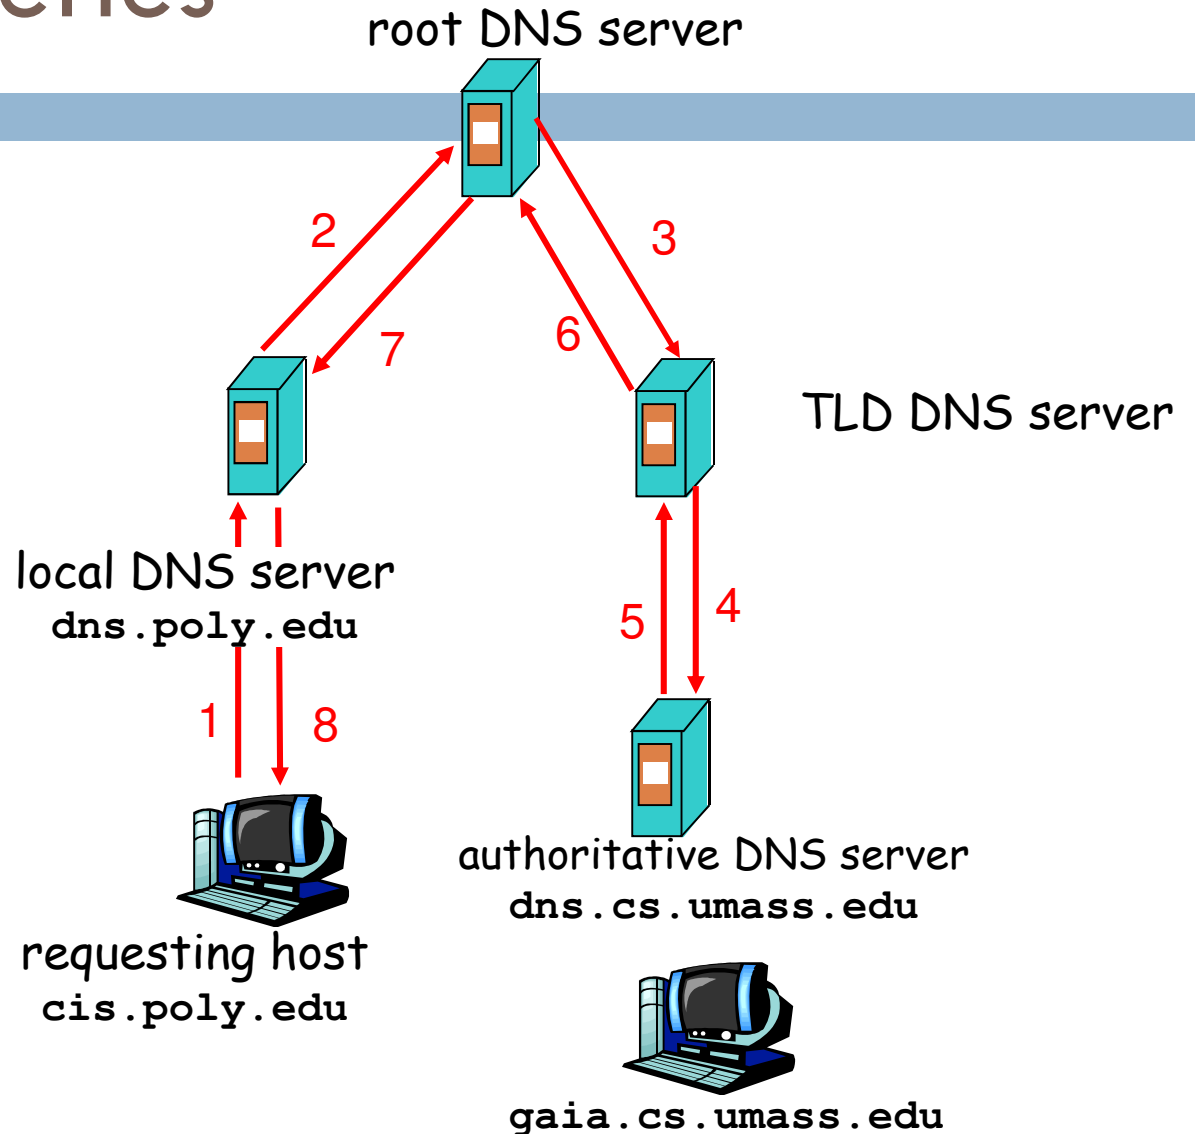 root DNS server
2
3
7
6
TLD DNS server
local DNS server
dns.poly.edu
5
4
1
8
authoritative DNS server
dns.cs.umass.edu
requesting host
cis.poly.edu
gaia.cs.umass.edu